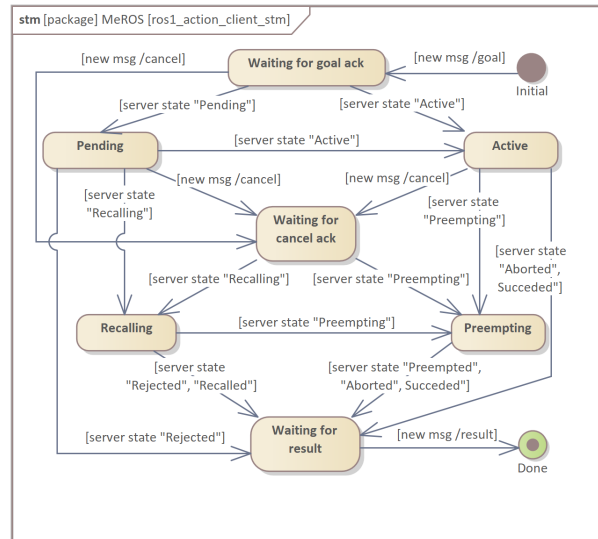 stm [package] MeROS [ros1_action_client_stm]
[new msg /cancel]
Waiting for goal ack
[new msg /goal]
Initial
[server state "Pending"]
[server state "Active"]
Pending
[server state "Active"]
Active
[server state
"Recalling"]
[new msg /cancel]
[new msg /cancel]
[server state
"Preempting"]
Waiting for
cancel ack
[server state
"Aborted",
Succeded"]
[server state "Recalling"]
[server state "Preempting"]
Recalling
[server state "Preempting"]
Preempting
[server state
"Rejected", "Recalled"]
[server state "Preempted",
"Aborted", Succeded"]
Waiting for
result
[server state "Rejected"]
[new msg /result]
Done